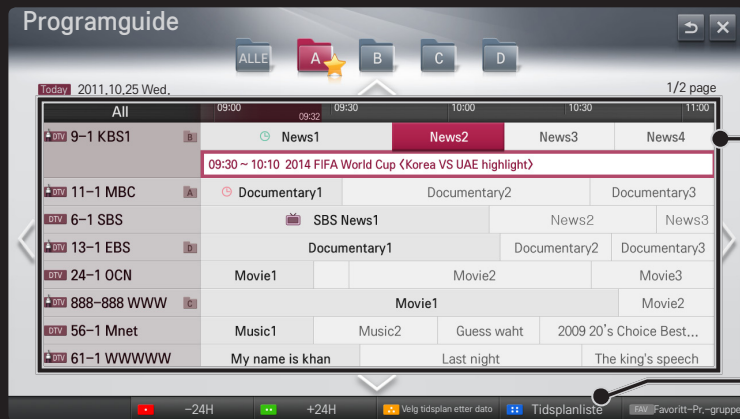 Programguide
ALLE A B C D
Today 2011.10.25 Wed. 1/2 page
All 09:00 09:32 09:30 10:00 10:30 11:00
DTV 9-1 KBS1 B News1 News2 News3 News4
09:30 ~ 10:10 2014 FIFA World Cup 〈Korea VS UAE highlight〉
DTV 11-1 MBC A Documentary1 Documentary2 Documentary3
DTV 6-1 SBS SBS News1 News2 News3
DTV 13-1 EBS D Documentary1 Documentary2 Documentary3
DTV 24-1 OCN Movie1 Movie2 Movie3
DTV 888-888 WWW C Movie1 Movie2
DTV 56-1 Mnet Music1 Music2 Guess waht 2009 20's Choice Best...
DTV 61-1 WWWWW My name is khan Last night The king's speech
-24H +24H Velg tidsplan etter dato Tidsplanliste FAV Favoritt-Pr.-gruppe